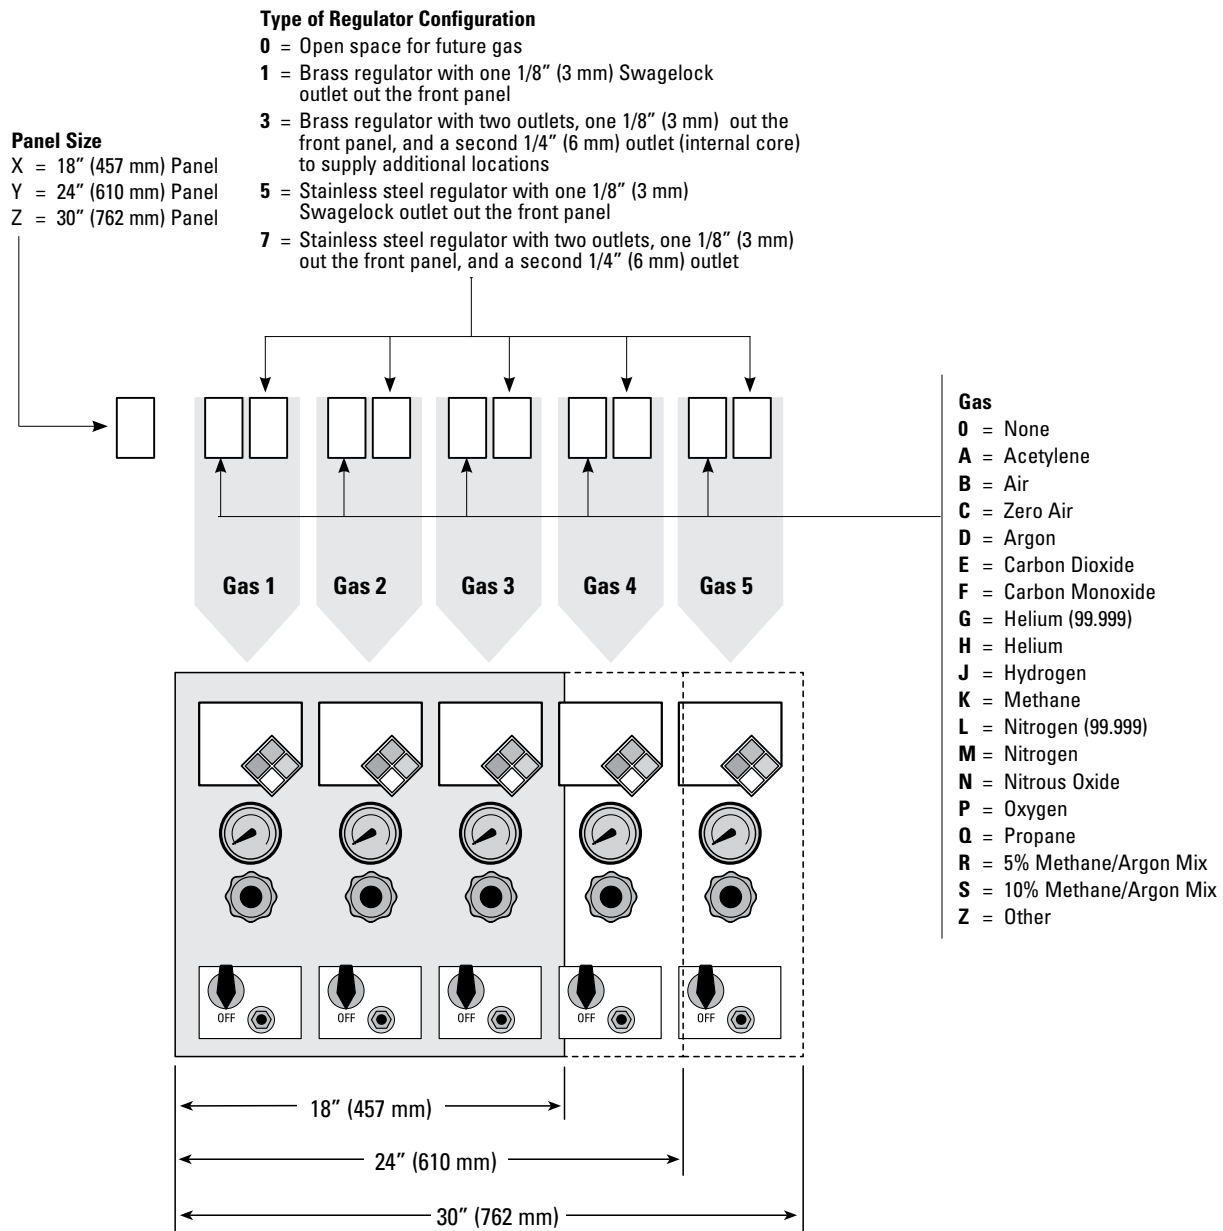 Type of Regulator Configuration
0 = Open space for future gas
1 = Brass regulator with one 1/8” (3 mm) Swagelock
outlet out the front panel
3 = Brass regulator with two outlets, one 1/8” (3 mm) out the
front panel, and a second 1/4” (6 mm) outlet (internal core)
to supply additional locations
5 = Stainless steel regulator with one 1/8” (3 mm)
Swagelock outlet out the front panel
7 = Stainless steel regulator with two outlets, one 1/8” (3 mm)
out the front panel, and a second 1/4” (6 mm) outlet
Panel Size
X = 18” (457 mm) Panel
Y = 24” (610 mm) Panel
Z = 30” (762 mm) Panel
Gas
0 = None
A = Acetylene
B = Air
C = Zero Air
D = Argon
E = Carbon Dioxide
F = Carbon Monoxide
G = Helium (99.999)
H = Helium
J = Hydrogen
K = Methane
L = Nitrogen (99.999)
M = Nitrogen
N = Nitrous Oxide
P = Oxygen
Q = Propane
R = 5% Methane/Argon Mix
S = 10% Methane/Argon Mix
Z = Other
Gas 1 Gas 2 Gas 3 Gas 4 Gas 5
OFF OFF OFF OFF OFF
18” (457 mm)
24” (610 mm)
30” (762 mm)